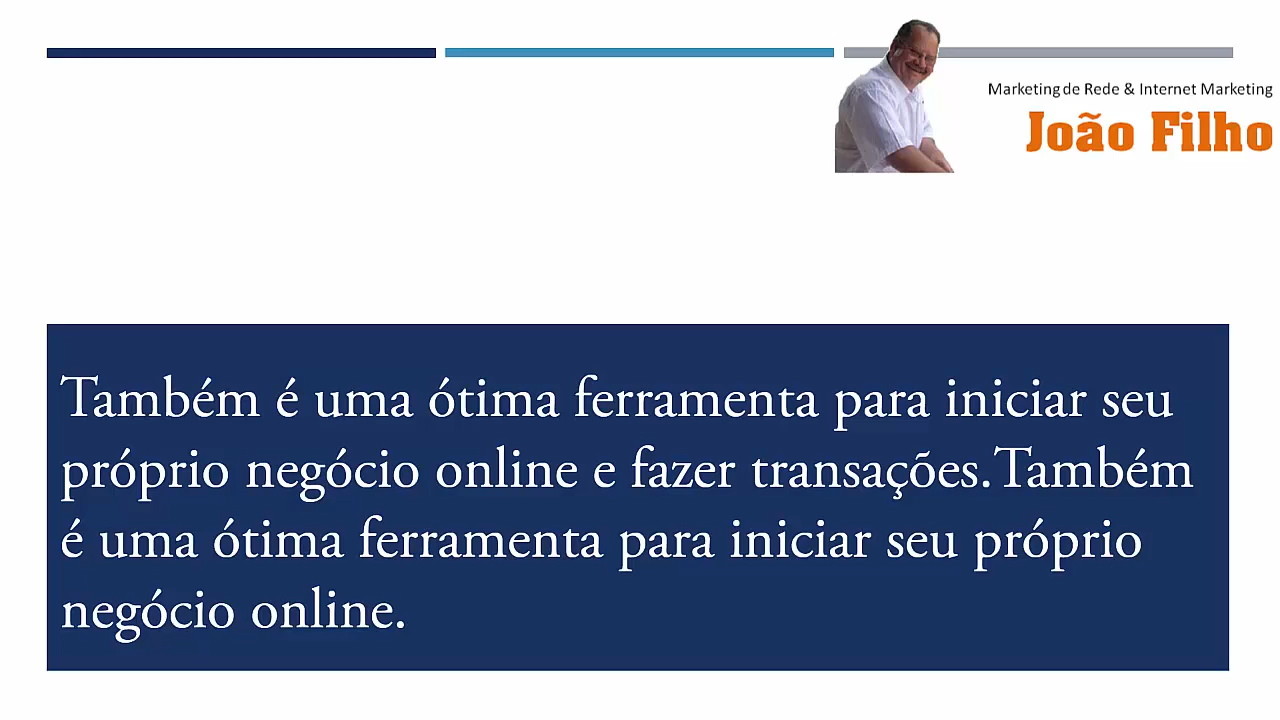 Marketing de Rede & Internet Marketing
João Filho
Também é uma ótima ferramenta para iniciar seu
próprio negócio online e fazer transações.Também
é uma ótima ferramenta para iniciar seu próprio
negócio online.